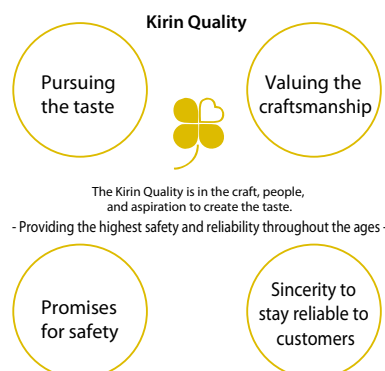 Kirin Quality
Pursuing
the taste
Valuing the
craftsmanship
The Kirin Quality is in the craft, people,
and aspiration to create the taste.
- Providing the highest safety and reliability throughout the ages -
Promises
for safety
Sincerity to
stay reliable to
customers